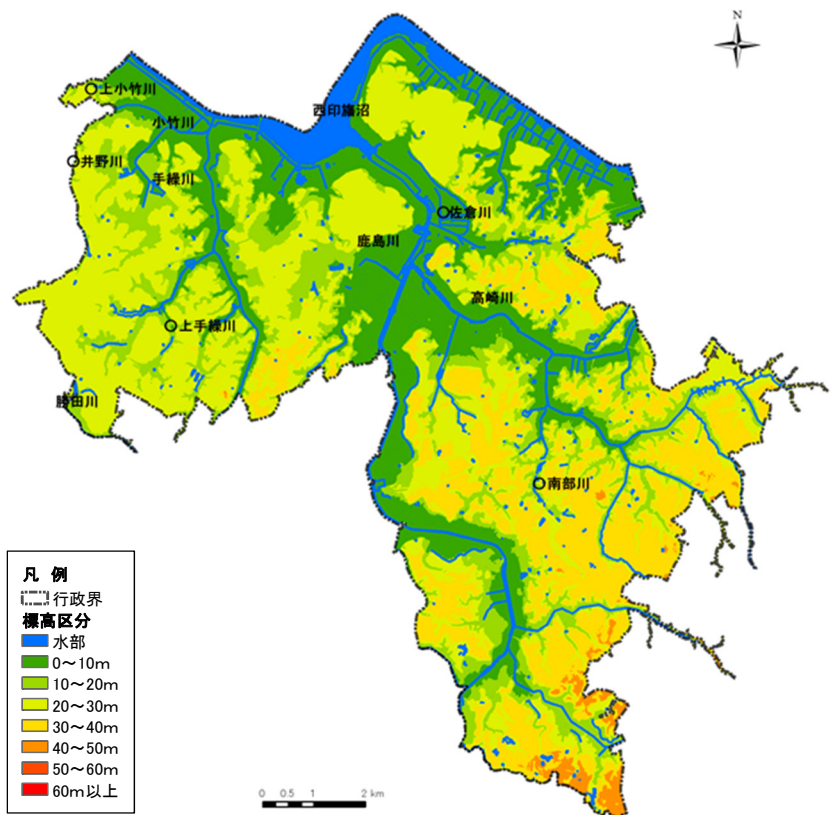 N
上小竹川
西印旛沼
小竹川
井野川
手繰川
佐倉川
鹿島川
高崎川
上手繰川
勝田川
南部川
凡 例
行政界
標高区分
水部
0～10m
10～20m
20～30m
30～40m
40～50m
50～60m
60m以上
0 0.5 1 2 km